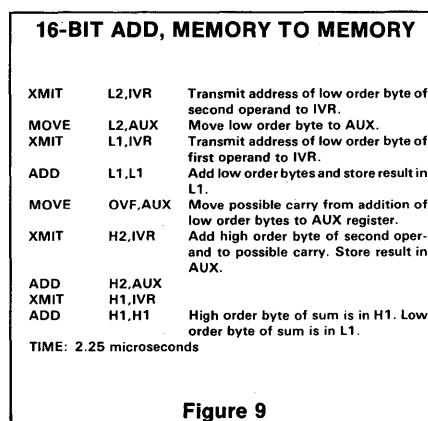 16-BIT ADD, MEMORY TO MEMORY
XMIT L2,IVR Transmit address of low order byte of
second operand to IVR.
MOVE L2,AUX Move low order byte to AUX.
XMIT L1,IVR Transmit address of low order byte of
first operand to IVR.
ADD L1,L1 Add low order bytes and store result in
L1.
MOVE OVF,AUX Move possible carry from addition of
low order bytes to AUX register.
XMIT H2,IVR Add high order byte of second oper-
and to possible carry. Store result in
AUX.
ADD H2,AUX
XMIT H1,IVR
ADD H1,H1 High order byte of sum is in H1. Low
order byte of sum is in L1.
TIME: 2.25 microseconds
Figure 9